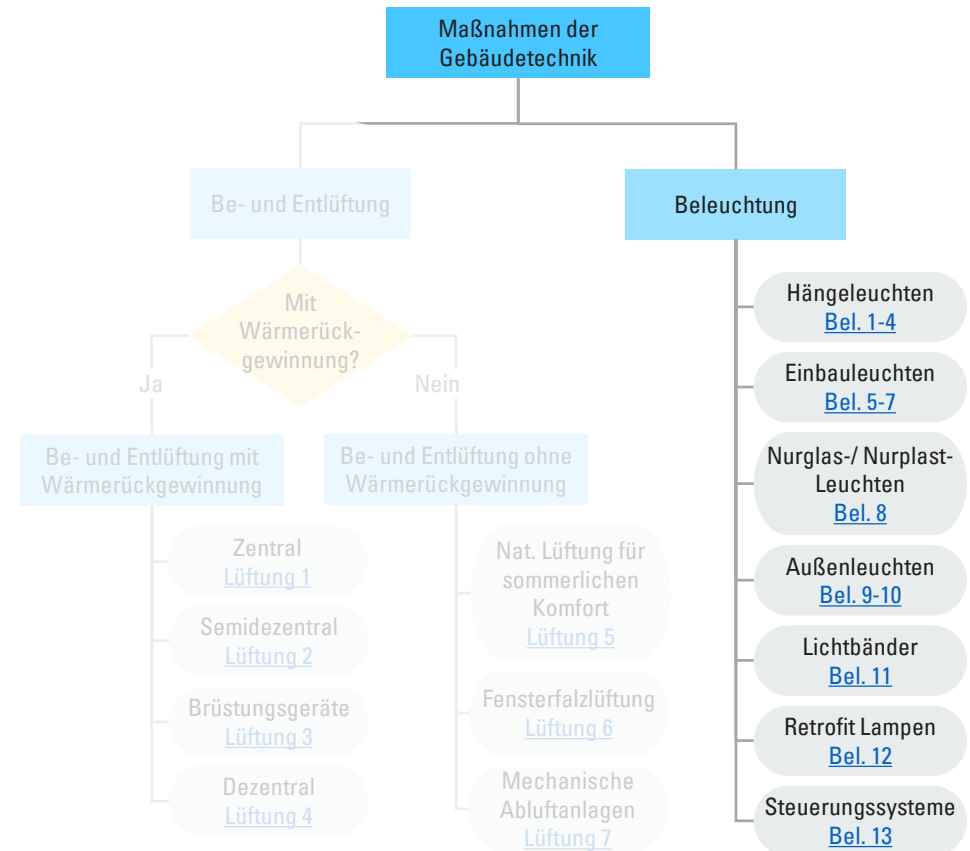 Maßnahmen der
Gebäudetechnik
Be- und Entlüftung
Beleuchtung
Mit
Wärmerück-
gewinnung?
Ja
Nein
Be- und Entlüftung mit
Wärmerückgewinnung
Be- und Entlüftung ohne
Wärmerückgewinnung
Zentral
Lüftung 1
Semidezentral
Lüftung 2
Brüstungsgeräte
Lüftung 3
Dezentral
Lüftung 4
Nat. Lüftung für
sommerlichen
Komfort
Lüftung 5
Fensterfalzlüftung
Lüftung 6
Mechanische
Abluftanlagen
Lüftung 7
Hängeleuchten
Bel. 1-4
Einbauleuchten
Bel. 5-7
Nurglas-/ Nurplast-
Leuchten
Bel. 8
Außenleuchten
Bel. 9-10
Lichtbänder
Bel. 11
Retrofit Lampen
Bel. 12
Steuerungssysteme
Bel. 13